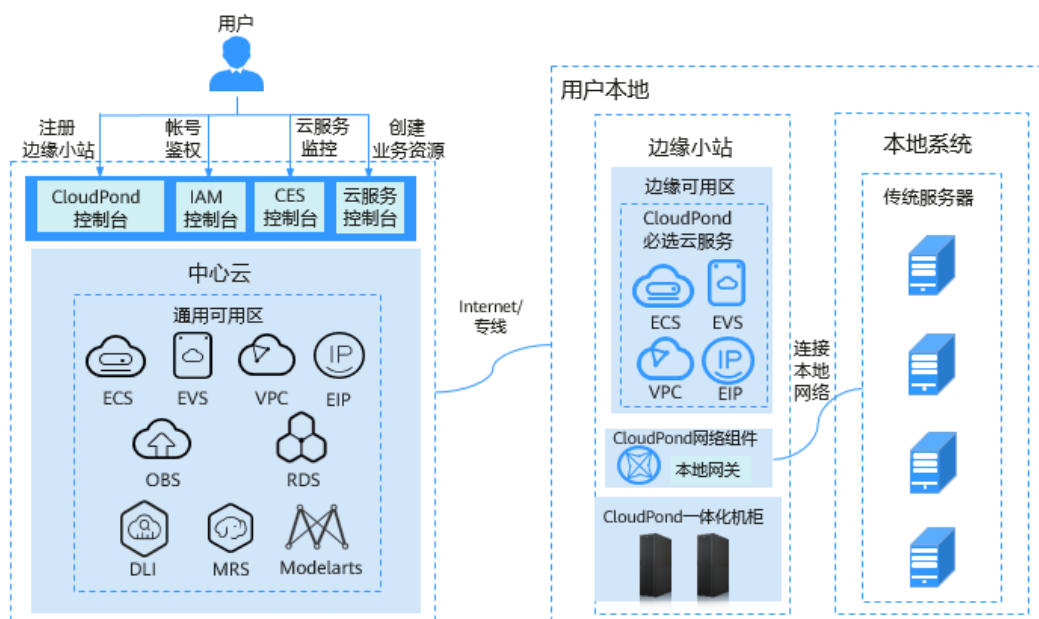 用户
注册
边缘小站
帐号
鉴权
云服务
监控
创建
业务资源
CloudPond
控制台
IAM
控制台
CES
控制台
云服务
控制台
中心云
通用可用区
ECS
EVS
VPC
EIP
OBS
RDS
DLI
MRS
Modelarts
Internet/
专线
用户本地
边缘小站
边缘可用区
CloudPond
必选云服务
ECS
EVS
IP
VPC
EIP
IP
CloudPond网络组件
本地网关
CloudPond一体化机柜
连接
本地
网络
本地系统
传统服务器